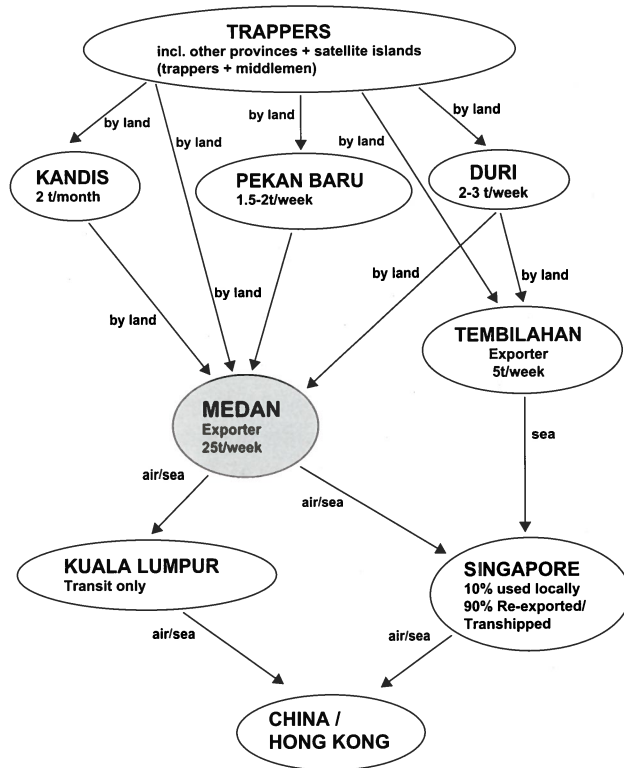 TRAPPERS
incl. other provinces + satellite islands
(trappers + middlemen)
by land
by land
by land
by land
by land
KANDIS
2 t/month
PEKAN BARU
1.5-2t/week
DURI
2-3 t/week
by land
by land
by land
by land
TEMBILAHAN
Exporter
5t/week
MEDAN
Exporter
25t/week
sea
air/sea
air/sea
KUALA LUMPUR
Transit only
SINGAPORE
10% used locally
90% Re-exported/
Transhipped
air/sea
air/sea
CHINA /
HONG KONG